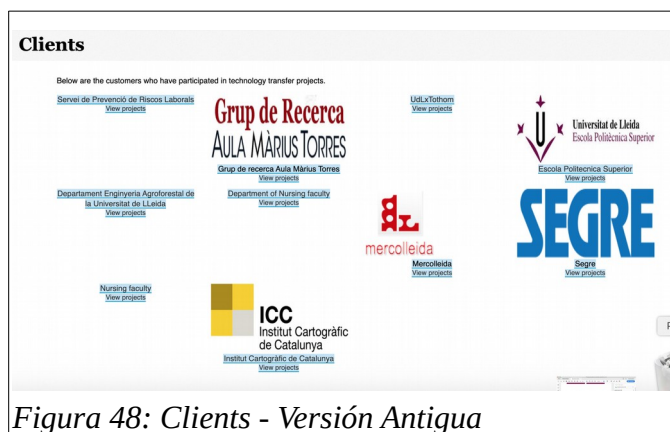 Clients
Below are the customers who have participated in technology transfer projects.
Servei de Prevenció de Riscos Laborals
View projects
Grup de Recerca
AULA MÀRIUS TORRES
Grup de recerca Aula Màrius Torres
View projects
UdLxTothom
View projects
Universitat de Lleida
Escola Politècnica Superior
Escola Politecnica Superior
View projects
Departament Enginyeria Agroforestal de
la Universitat de LLeida
View projects
Department of Nursing faculty
View projects
mercolleida
Mercolleida
View projects
SEGRE
Segre
View projects
Nursing faculty
View projects
ICC
Institut Cartogràfic
de Catalunya
Institut Cartogràfic de Catalunya
View projects
Figura 48: Clients - Versión Antigua